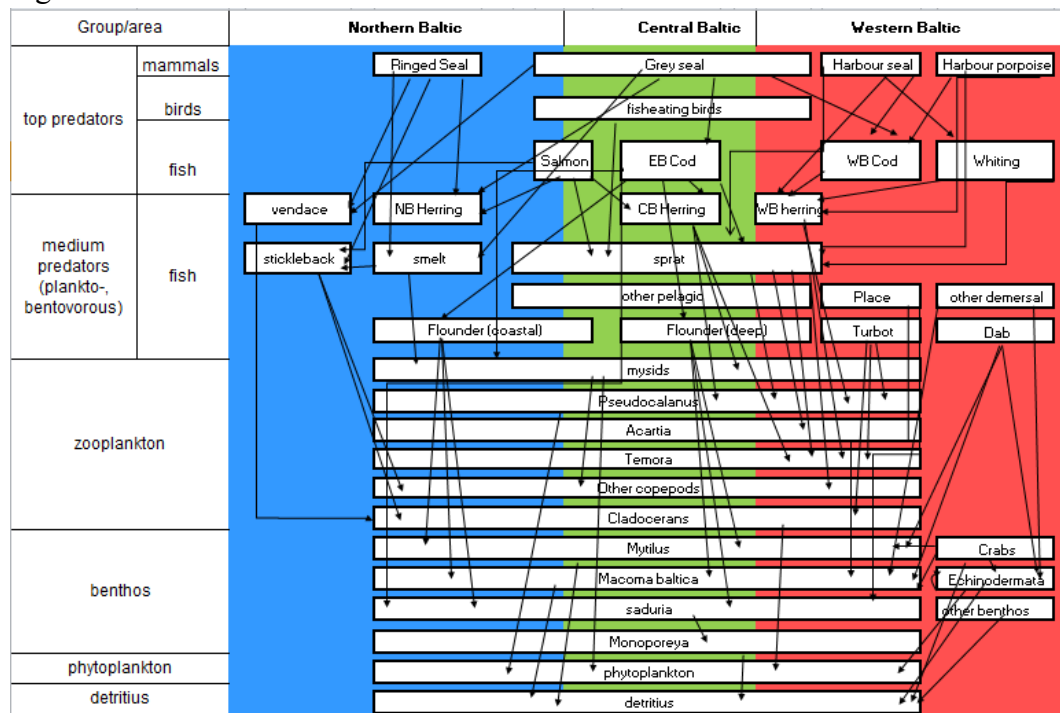 Group/area
Northern Baltic
Central Baltic
Western Baltic
top predators
mammals
Ringed Seal
Grey seal
Harbour seal
Harbour porpoise
birds
fisheating birds
fish
Salmon
EB Cod
WB Cod
Whiting
medium
predators
(plankto-,
bentovorous)
fish
vendace
NB Herring
CB Herring
WB herring
stickleback
smelt
sprat
other pelagic
Place
other demersal
Flounder (coastal)
Flounder (deep)
Turbot
Dab
zooplankton
mysids
Pseudocalanus
Acartia
Temora
Other copepods
Cladocerans
benthos
Mytilus
Crabs
Macoma baltica
Echinodermata
saduria
other benthos
Monoporeya
phytoplankton
phytoplankton
detritius
detritius